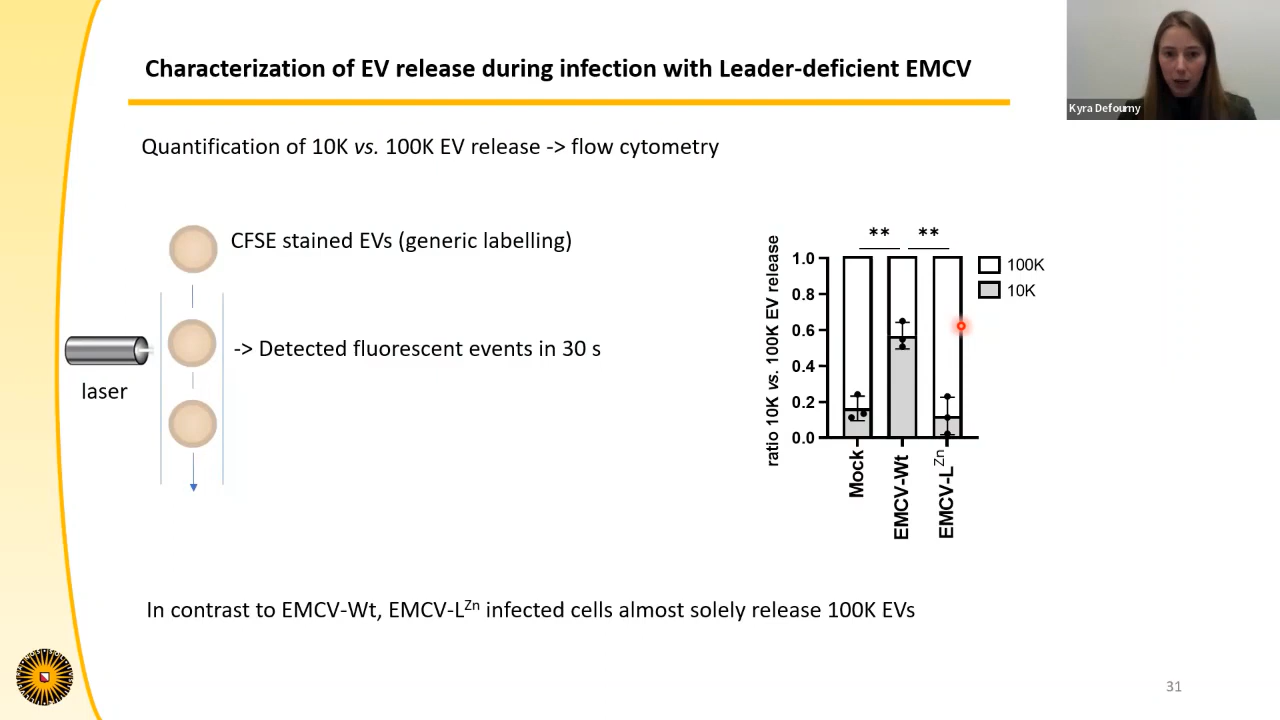 Characterization of EV release during infection with Leader-deficient EMCV
Kyra Defourny
Quantification of 10K vs. 100K EV release -> flow cytometry
CFSE stained EVs (generic labelling)
-> Detected fluorescent events in 30 s
laser
ratio 10K vs. 100K EV release
** **
1.0
0.8
0.6
0.4
0.2
0.0
100K
10K
Mock
EMCV-Wt
EMCV-L^Zn
In contrast to EMCV-Wt, EMCV-L^Zn infected cells almost solely release 100K EVs
31